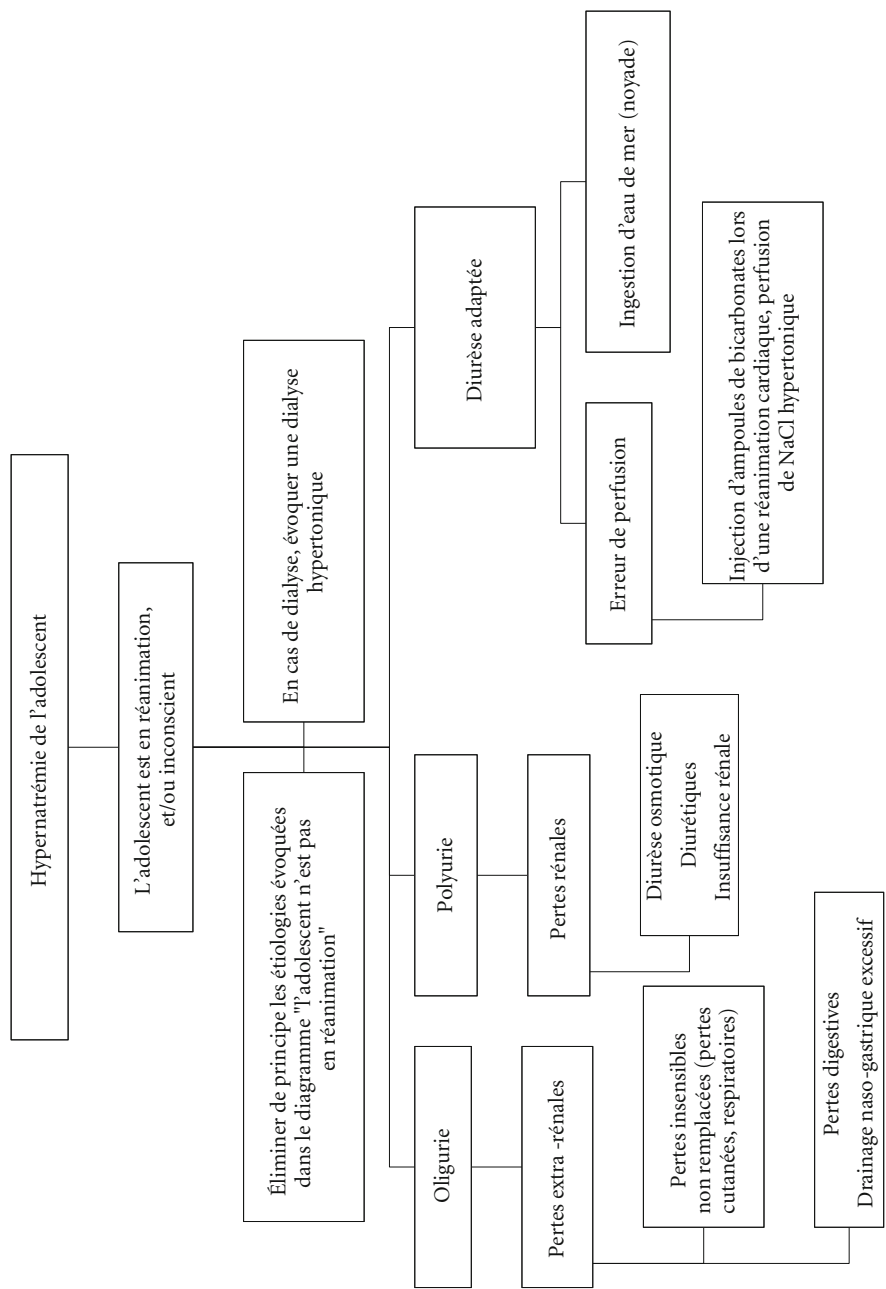 Hypernatrémie de l'adolescent
L'adolescent est en réanimation,
et/ou inconscient
Éliminer de principe les étiologies évoquées
dans le diagramme "l'adolescent n'est pas
en réanimation"
En cas de dialyse, évoquer une dialyse
hypertonique
Oligurie
Pertes extra -rénales
Pertes insensibles
non remplacées (pertes
cutanées, respiratoires)
Pertes digestives
Drainage naso-gastrique excessif
Polyurie
Pertes rénales
Diurèse osmotique
Diurétiques
Insuffisance rénale
Diurèse adaptée
Erreur de perfusion
Injection d'ampoules de bicarbonates lors
d'une réanimation cardiaque, perfusion
de NaCl hypertonique
Ingestion d'eau de mer (noyade)